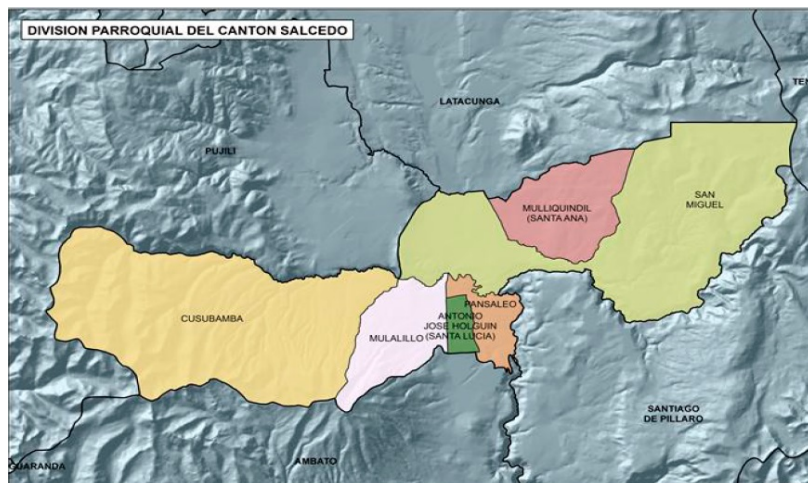 DIVISION PARROQUIAL DEL CANTON SALCEDO
TEN
LATACUNGA
PUJILI
MULLIQUINDIL
(SANTA ANA)
SAN
MIGUEL
PANSALEO
CUSUBAMBA
ANTONIO
JOSE HOLGUIN
(SANTA LUCIA)
MULALILLO
SANTIAGO
DE PILLARO
AMBATO
GUARANDA